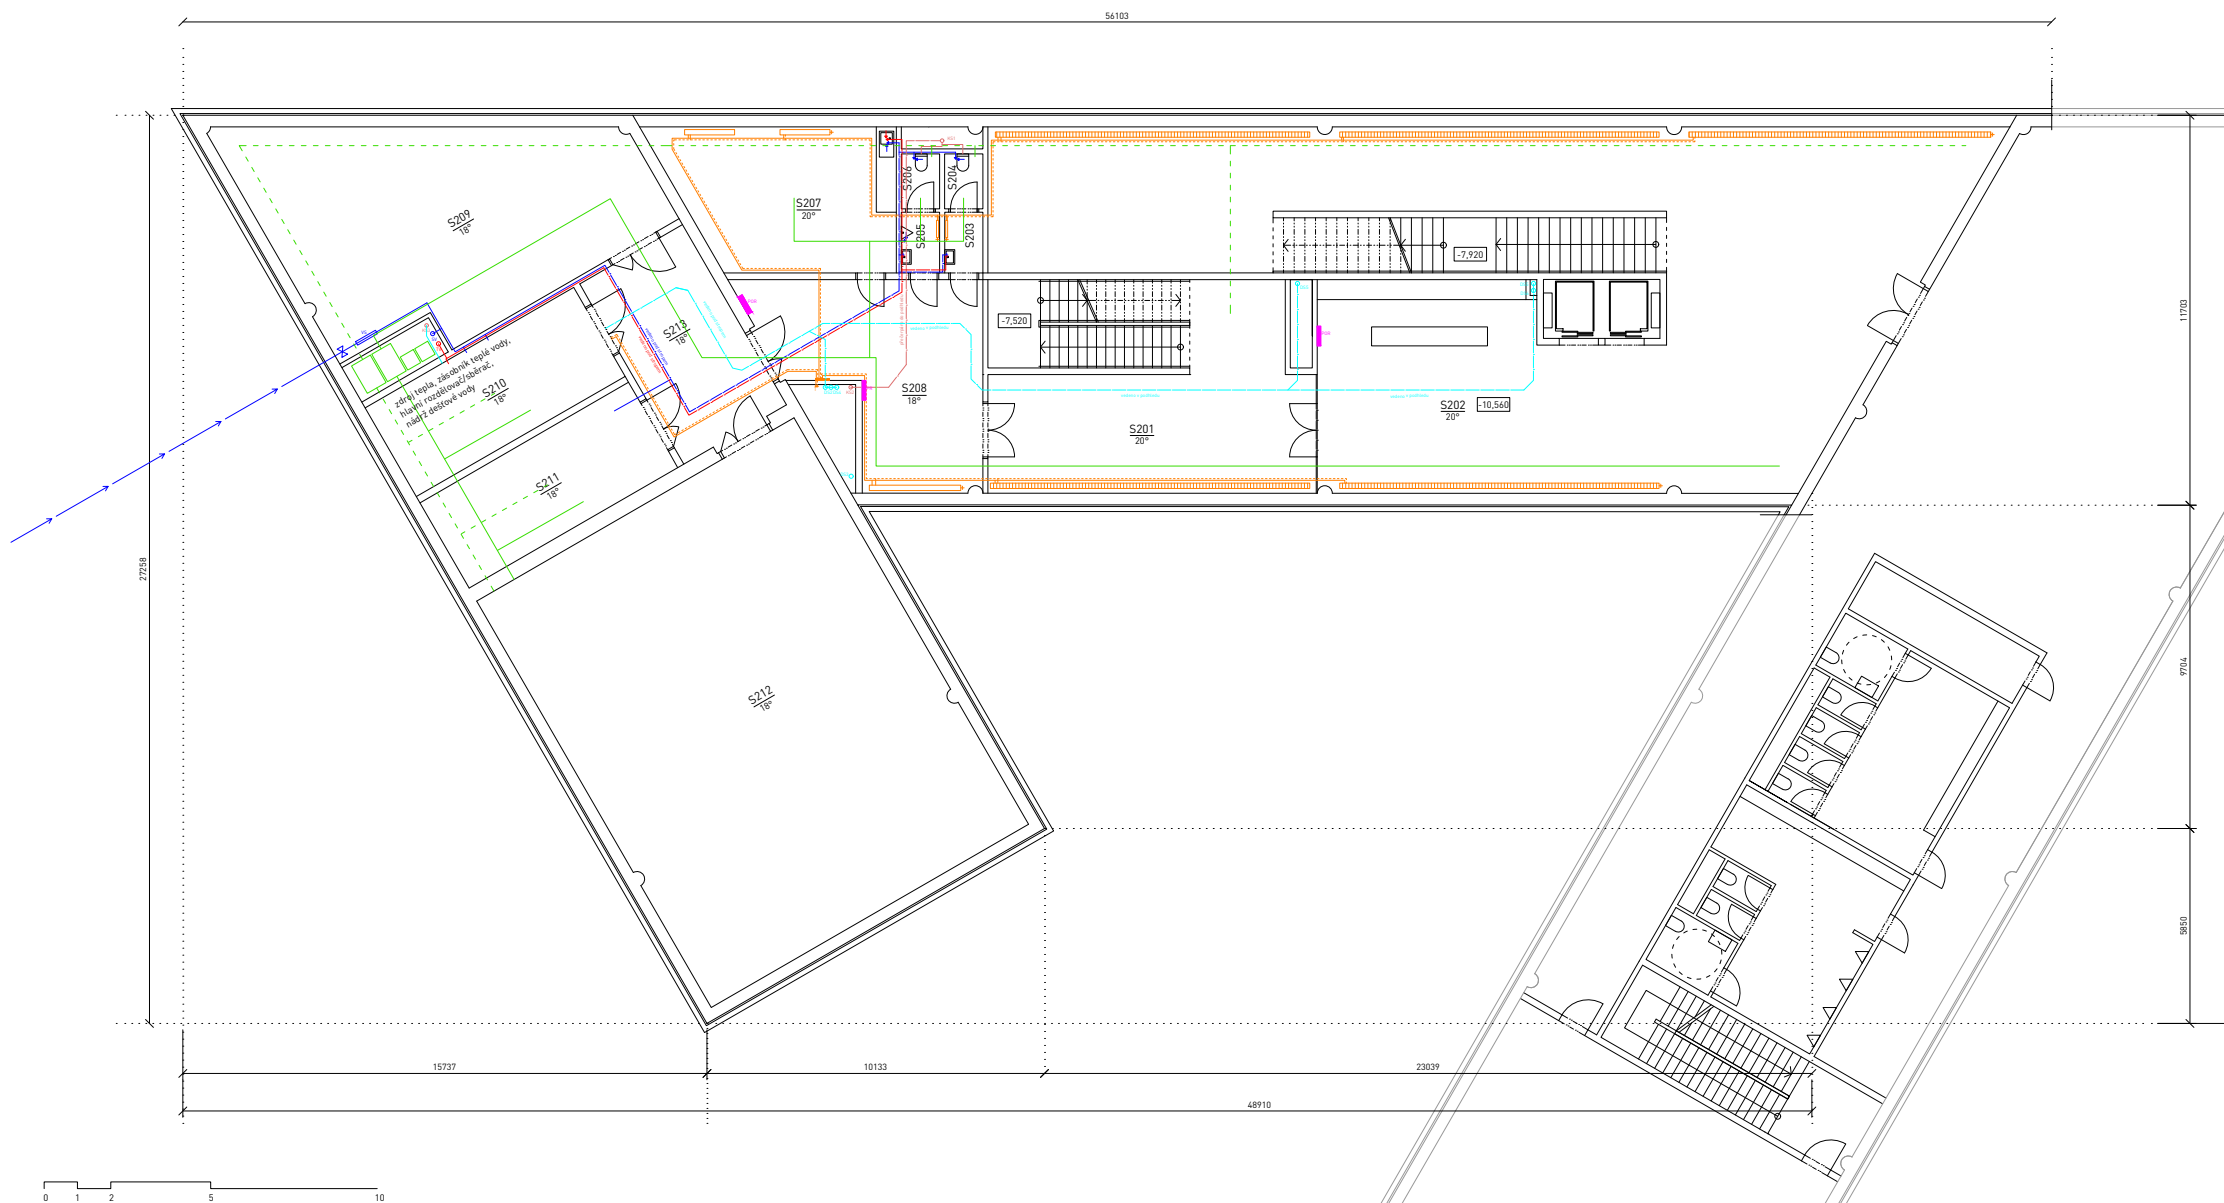 56103
S209
18°
S207
20°
S206
S204
S205
S203
-7,920
11703
-7,520
S213
18°
zdroj tepla, zásobník teplé vody,
hlavní rozdělovač/sběrač,
nádrž dešťové vody
S210
18°
S208
18°
S202
20°
-10,560
S201
20°
S211
18°
27258
S212
18°
9704
5850
15737
10133
23039
48910
0 1 2 5 10